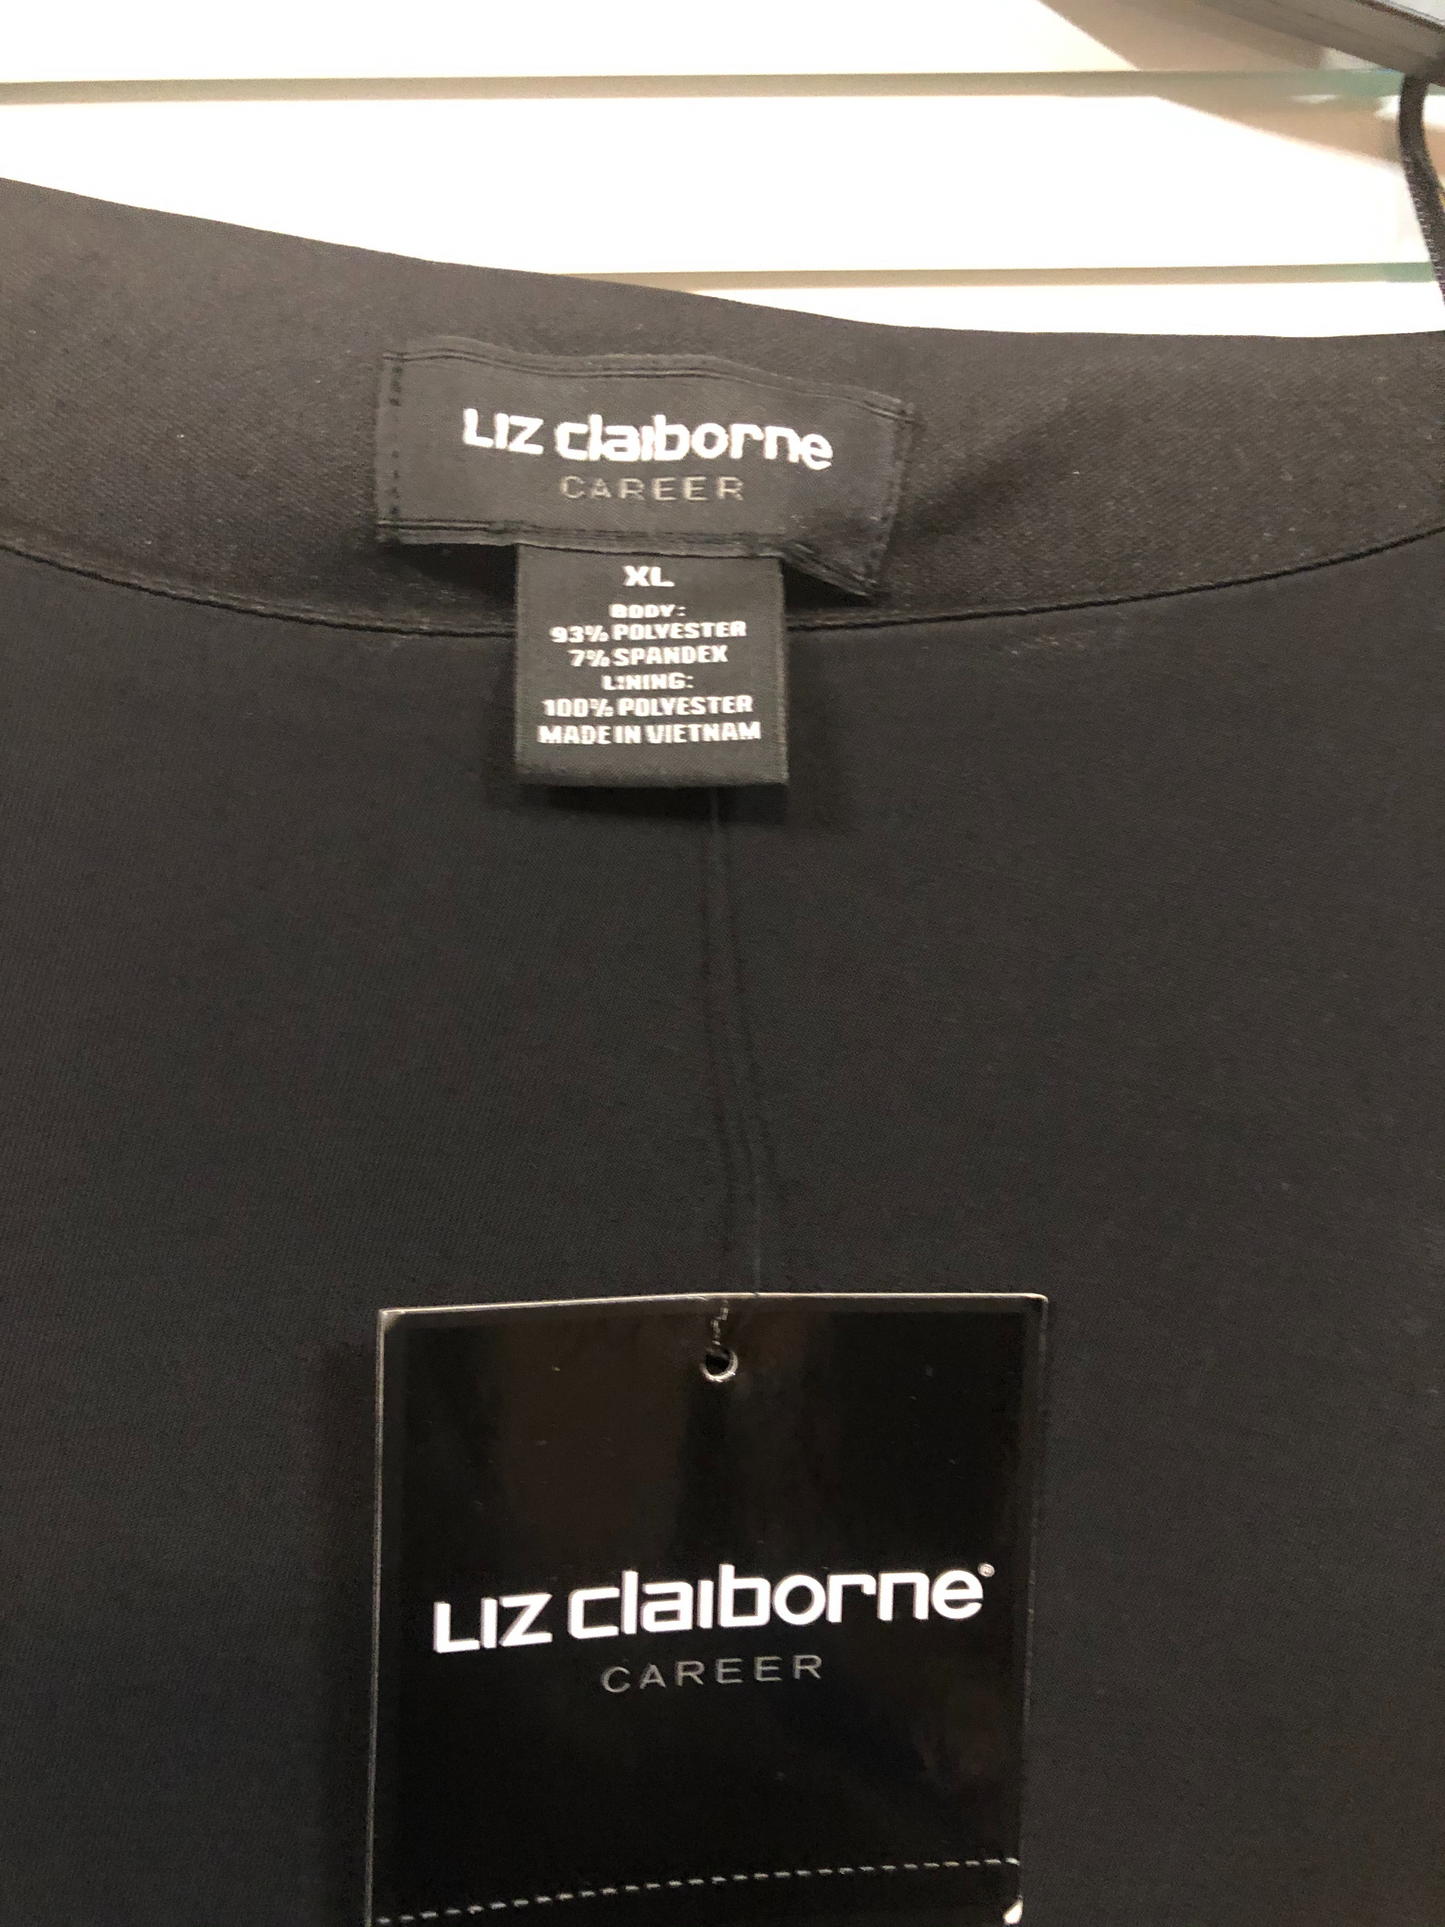 Liz claiborne
CAREER
XL
BODY:
93% POLYESTER
7% SPANDEX
LINING:
100% POLYESTER
MADE IN VIETNAM
Liz claiborne®
CAREER